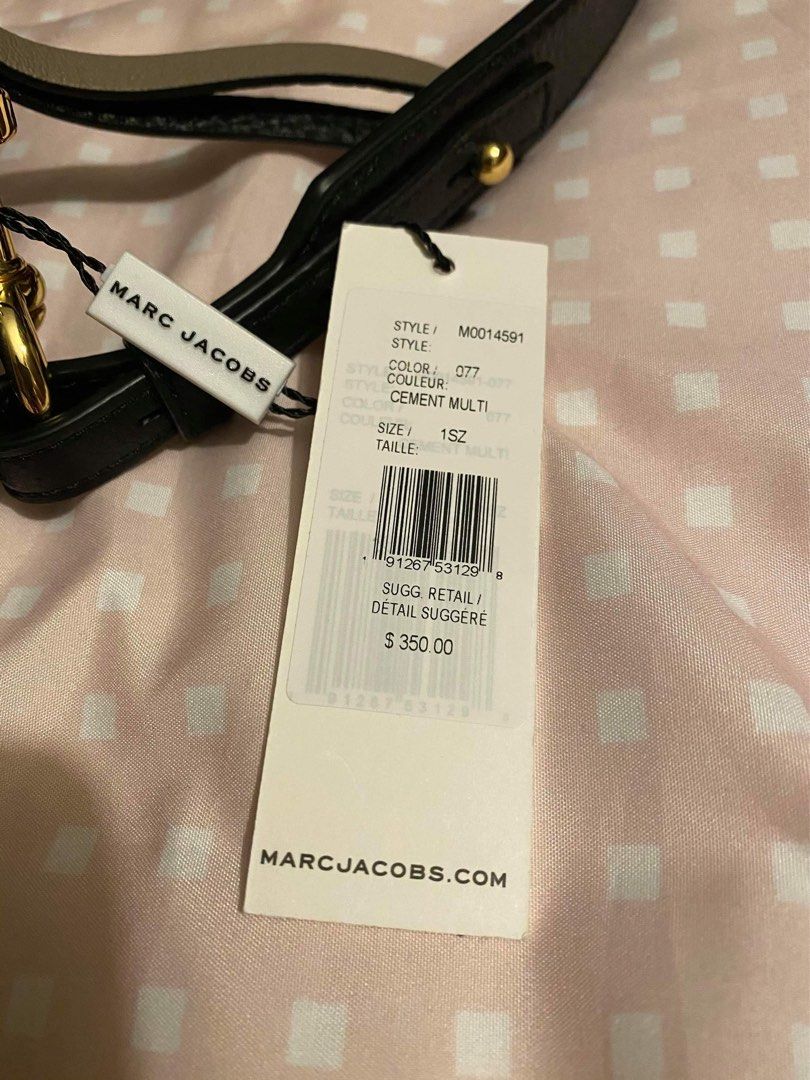 MARC JACOBS
STYLE / M0014591
STYLE:
COLOR / 077
COULEUR:
CEMENT MULTI
SIZE / 1SZ
TAILLE:
1 91267 53129 8
SUGG. RETAIL /
DÉTAIL SUGGÉRÉ
$ 350.00
MARCJACOBS.COM